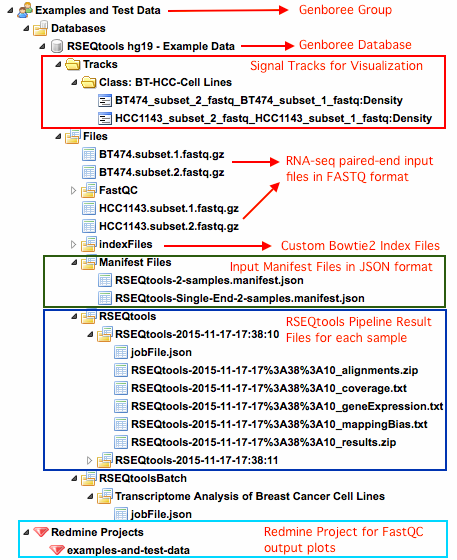 Examples and Test Data Genboree Group
Databases
RSEQtools hg19 - Example Data Genboree Database
Tracks Signal Tracks for Visualization
Class: BT-HCC-Cell Lines
BT474_subset_2_fastq_BT474_subset_1_fastq:Density
HCC1143_subset_2_fastq_HCC1143_subset_1_fastq:Density
Files
BT474.subset.1.fastq.gz
BT474.subset.2.fastq.gz
RNA-seq paired-end input
files in FASTQ format
FastQC
HCC1143.subset.1.fastq.gz
HCC1143.subset.2.fastq.gz
indexFiles Custom Bowtie2 Index Files
Manifest Files Input Manifest Files in JSON format
RSEQtools-2-samples.manifest.json
RSEQtools-Single-End-2-samples.manifest.json
RSEQtools
RSEQtools Pipeline Result
Files for each sample
RSEQtools-2015-11-17-17:38:10
jobFile.json
RSEQtools-2015-11-17-17%3A38%3A10_alignments.zip
RSEQtools-2015-11-17-17%3A38%3A10_coverage.txt
RSEQtools-2015-11-17-17%3A38%3A10_geneExpression.txt
RSEQtools-2015-11-17-17%3A38%3A10_mappingBias.txt
RSEQtools-2015-11-17-17%3A38%3A10_results.zip
RSEQtools-2015-11-17-17:38:11
RSEQtoolsBatch
Transcriptome Analysis of Breast Cancer Cell Lines
jobFile.json
Redmine Projects
examples-and-test-data
Redmine Project for FastQC
output plots